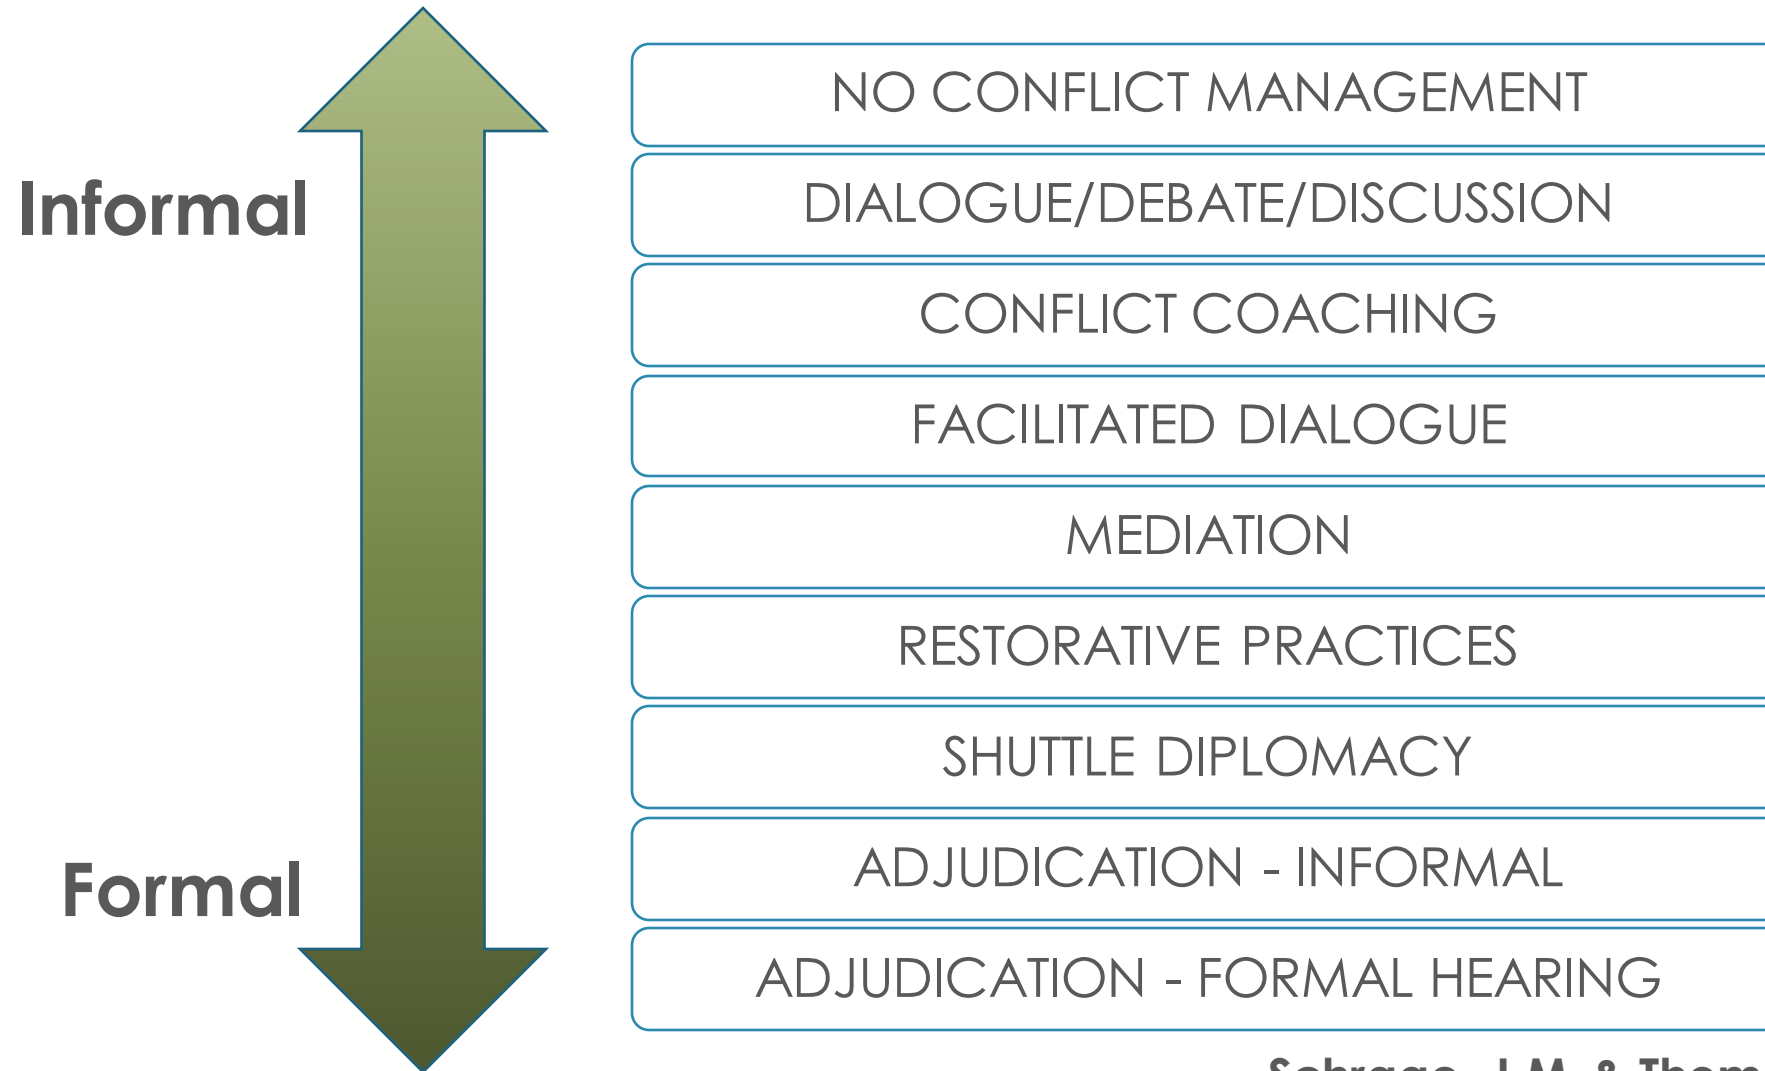 NO CONFLICT MANAGEMENT
Informal
DIALOGUE/DEBATE/DISCUSSION
CONFLICT COACHING
FACILITATED DIALOGUE
MEDIATION
RESTORATIVE PRACTICES
SHUTTLE DIPLOMACY
Formal
ADJUDICATION - INFORMAL
ADJUDICATION - FORMAL HEARING
J.M. &